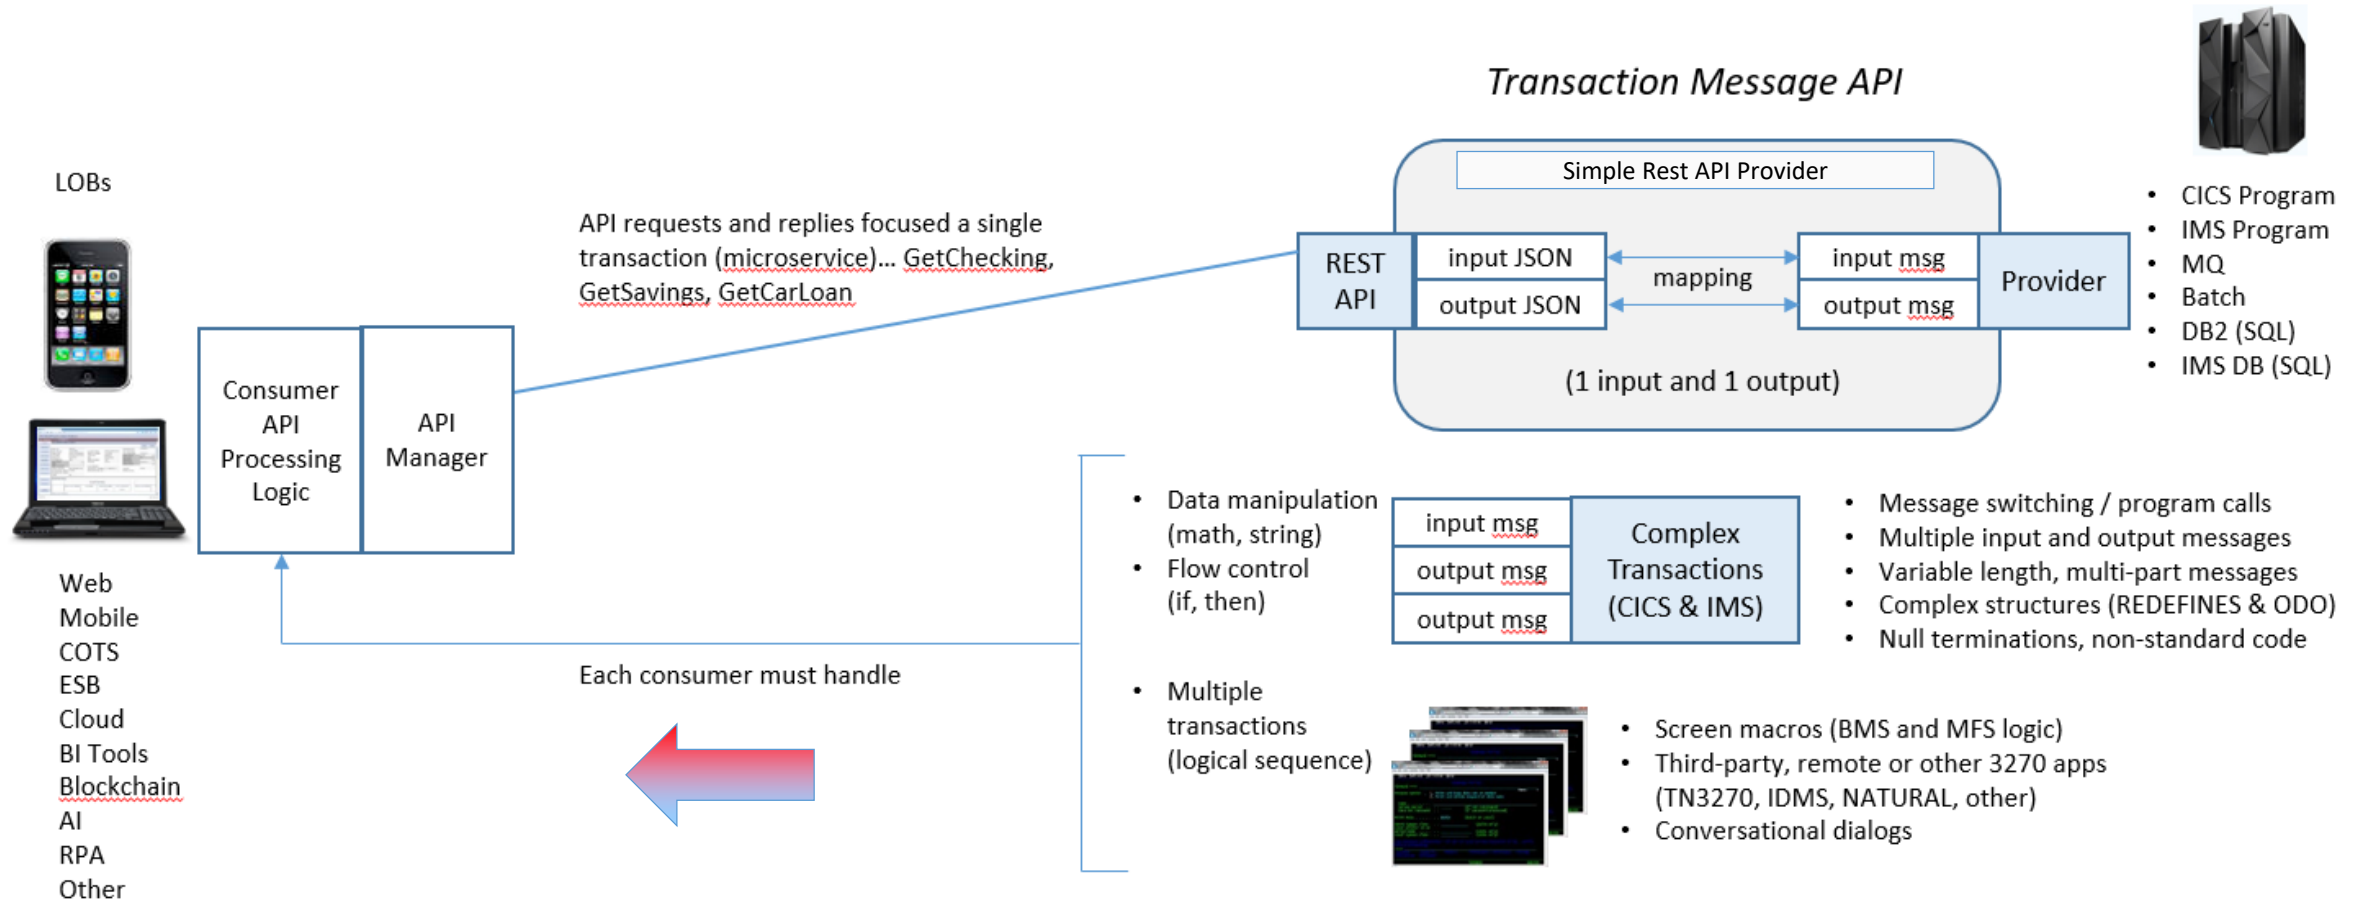 Transaction Message API
LOBs
Consumer
API
Processing
Logic
API
Manager
Web
Mobile
COTS
ESB
Cloud
BI Tools
Blockchain
AI
RPA
Other
API requests and replies focused a single
transaction (microservice)... GetChecking,
GetSavings, GetCarLoan
Simple Rest API Provider
REST
API
input JSON
output JSON
mapping
input msg
output msg
Provider
(1 input and 1 output)
• CICS Program
• IMS Program
• MQ
• Batch
• DB2 (SQL)
• IMS DB (SQL)
Each consumer must handle
• Data manipulation
(math, string)
• Flow control
(if, then)
• Multiple
transactions
(logical sequence)
input msg
output msg
output msg
Complex
Transactions
(CICS & IMS)
• Message switching / program calls
• Multiple input and output messages
• Variable length, multi-part messages
• Complex structures (REDEFINES & ODO)
• Null terminations, non-standard code
• Screen macros (BMS and MFS logic)
• Third-party, remote or other 3270 apps
(TN3270, IDMS, NATURAL, other)
• Conversational dialogs